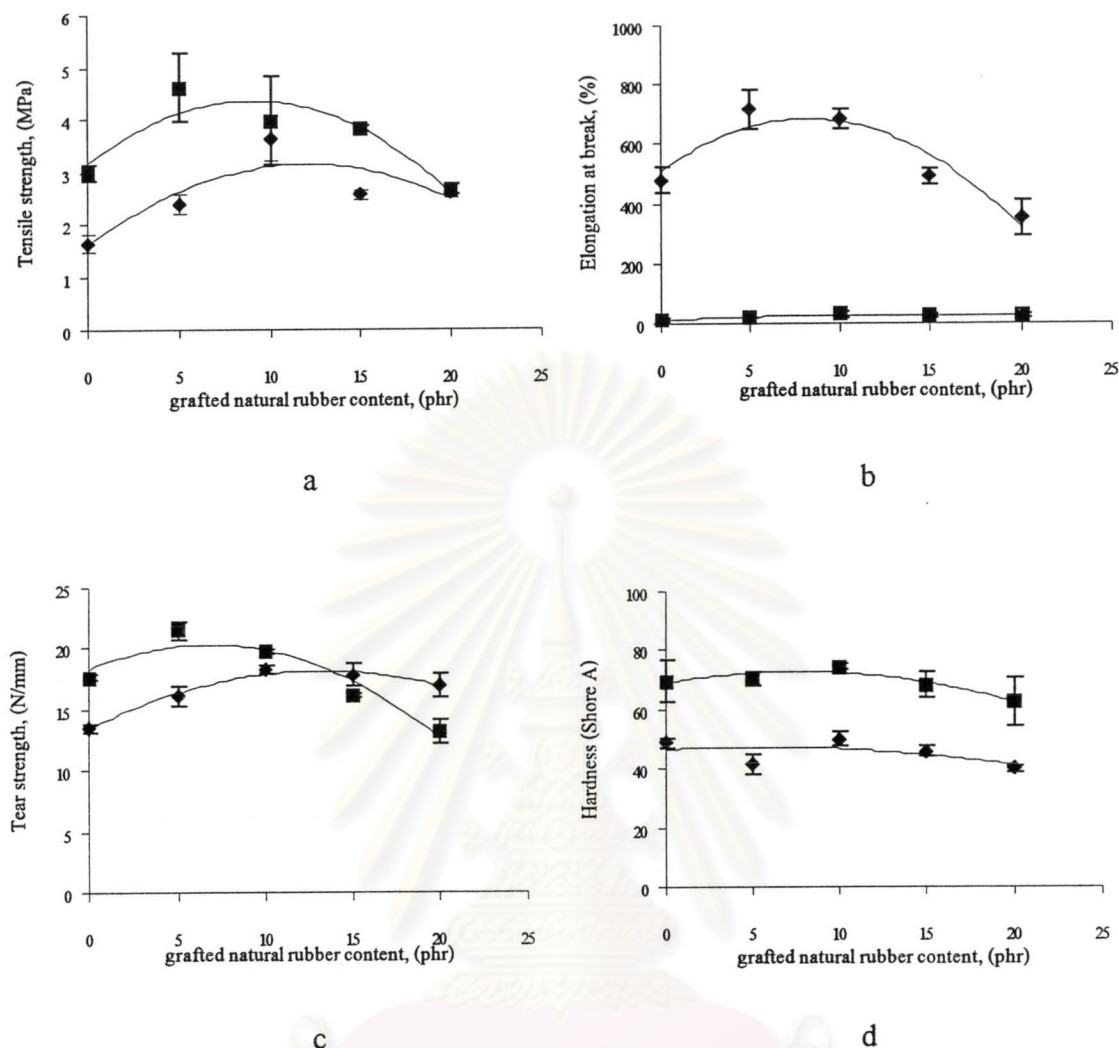 6
5
4
3
2
1
0
Tensile strength, (MPa)
0 5 10 15 20 25
grafted natural rubber content, (phr)
a
1000
800
600
400
200
0
Elongation at break, (%)
0 5 10 15 20 25
grafted natural rubber content, (phr)
b
25
20
15
10
5
0
Tear strength, (N/mm)
0 5 10 15 20 25
grafted natural rubber content, (phr)
c
100
80
60
40
20
0
Hardness (Shore A)
0 5 10 15 20 25
grafted natural rubber content, (phr)
d